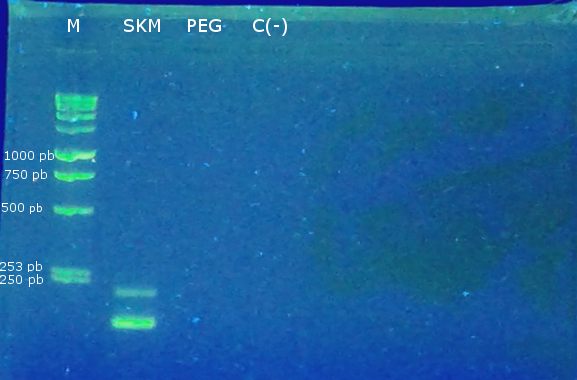 M SKM PEG C(-)
1000 pb
750 pb
500 pb
253 pb
250 pb